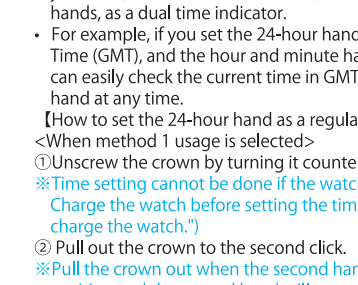 hands, as a dual time indicator.
• For example, if you set the 24-hour hand
Time (GMT), and the hour and minute ha
can easily check the current time in GMT
hand at any time.
【How to set the 24-hour hand as a regula
<When method 1 usage is selected>
①Unscrew the crown by turning it counte
※Time setting cannot be done if the watc
Charge the watch before setting the tim
charge the watch.")
② Pull out the crown to the second click.
※Pull the crown out when the second han